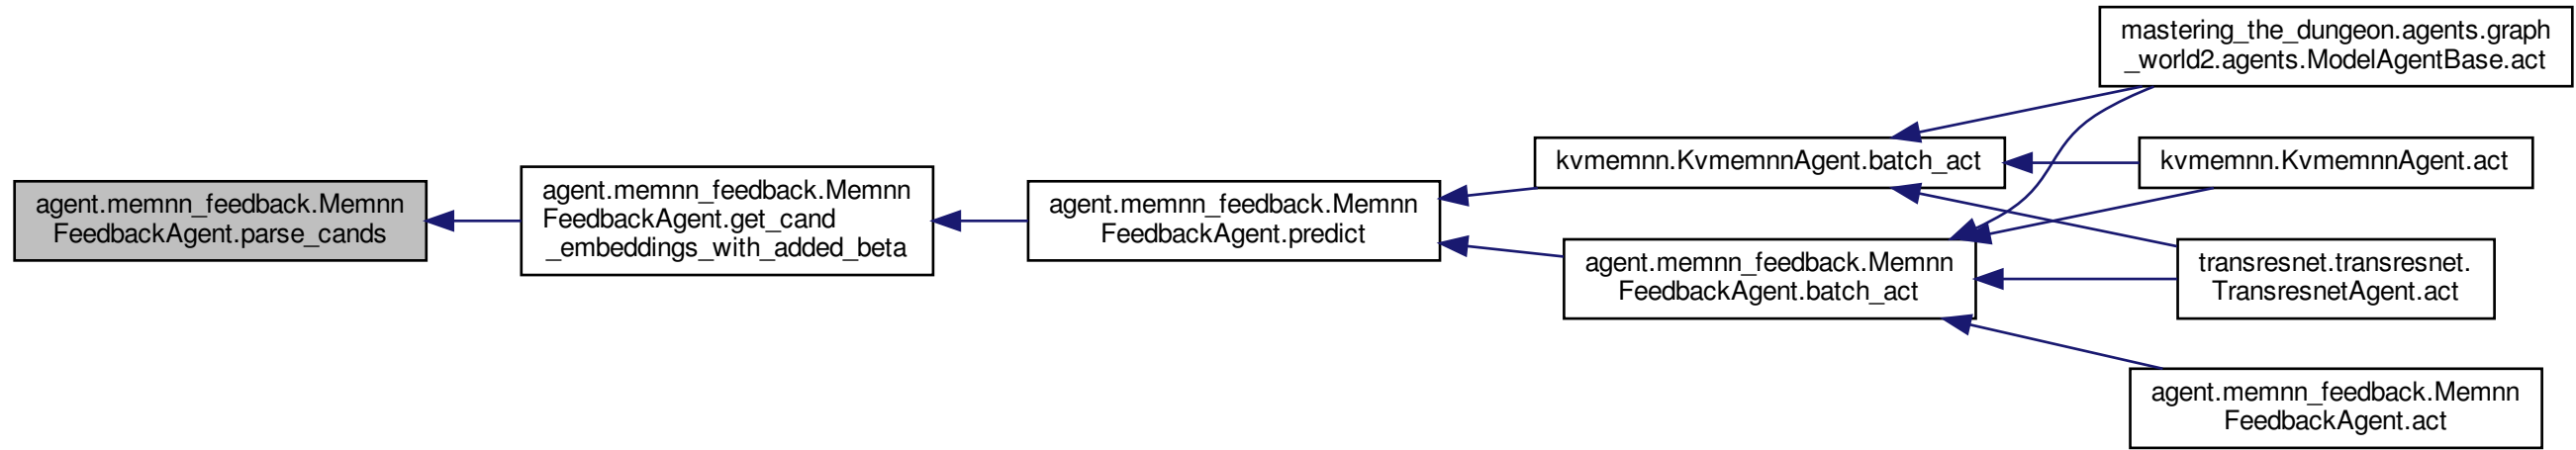 agent.memnn_feedback.Memnn
FeedbackAgent.parse_cands
agent.memnn_feedback.Memnn
FeedbackAgent.get_cand
_embeddings_with_added_beta
agent.memnn_feedback.Memnn
FeedbackAgent.predict
kvmemnn.KvmemnnAgent.batch_act
agent.memnn_feedback.Memnn
FeedbackAgent.batch_act
mastering_the_dungeon.agents.graph
_world2.agents.ModelAgentBase.act
kvmemnn.KvmemnnAgent.act
transresnet.transresnet.
TransresnetAgent.act
agent.memnn_feedback.Memnn
FeedbackAgent.act